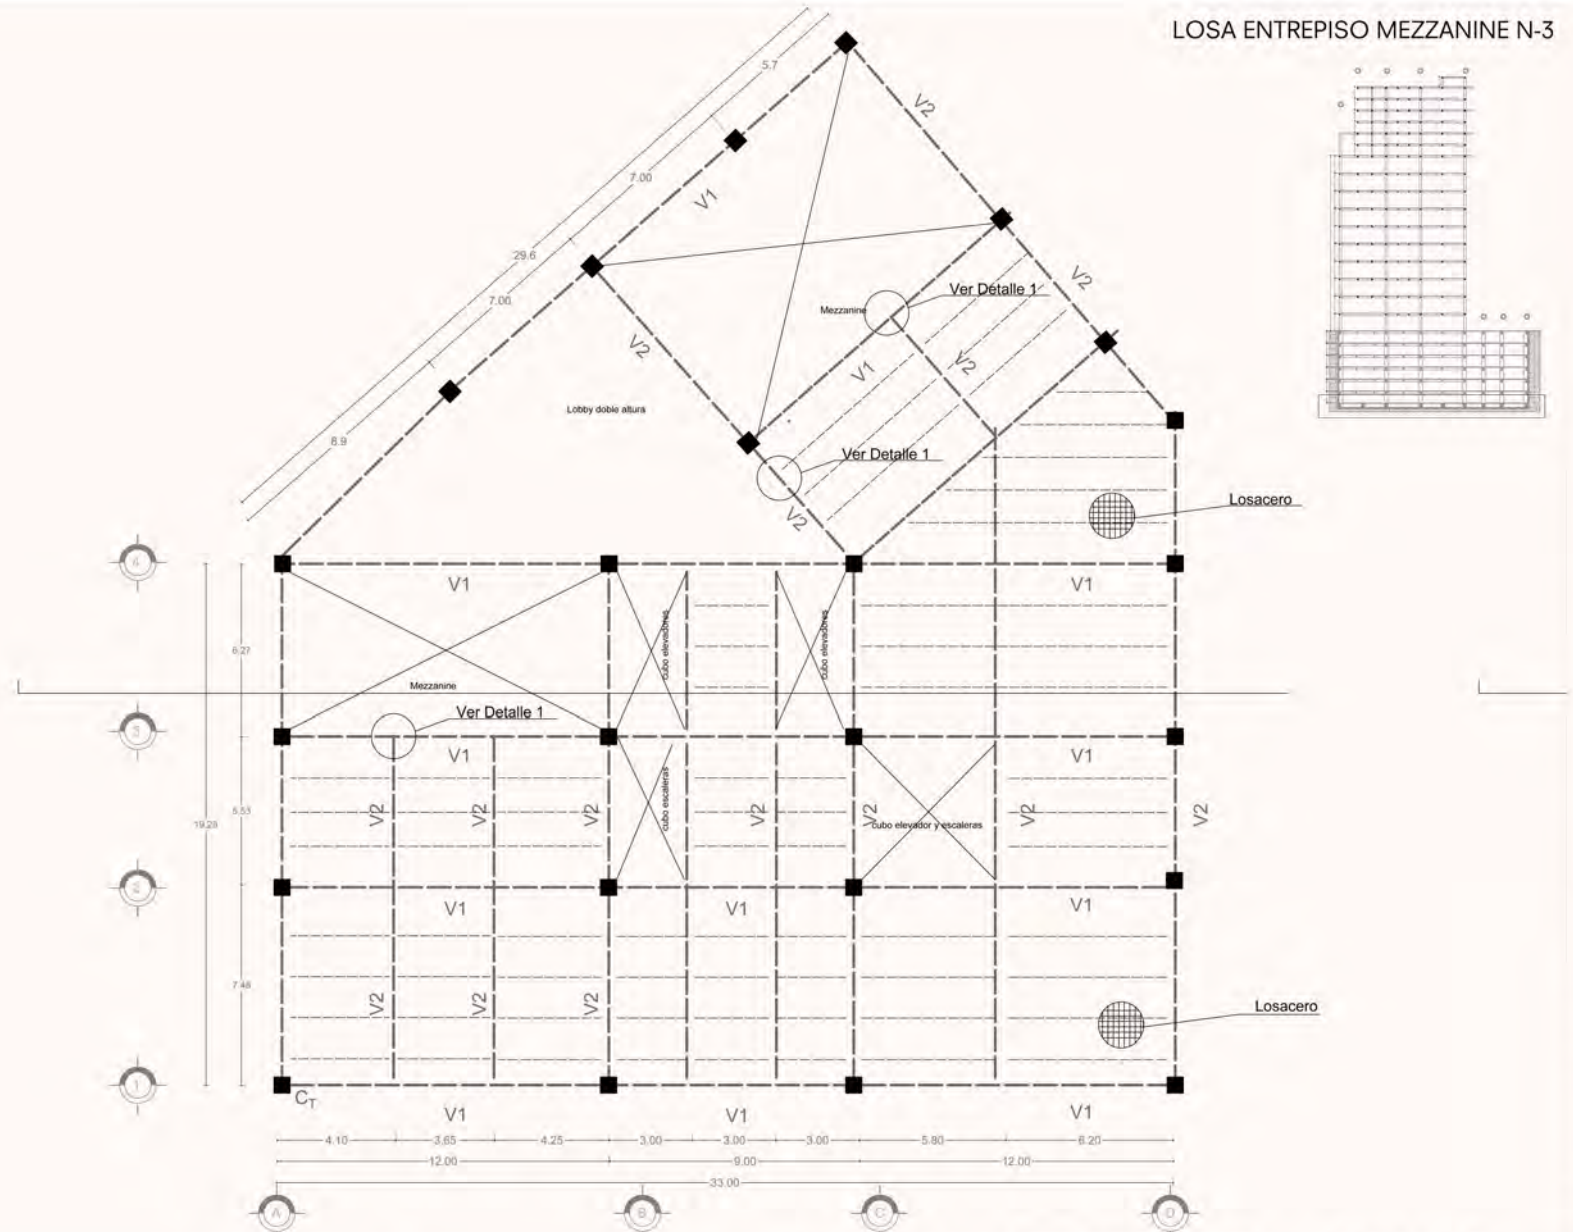 LOSA ENTREPISO MEZZANINE N-3
5.7
V2
7.00
V1
29.6
7.00
V2
Ver Detalle 1
Mezzanine
V2
V1
V2
Lobby doble altura
8.9
Ver Detalle 1
V2
Losacero
4
V1
V1
cubo elevadores
cubo elevadores
6.27
Mezzanine
Ver Detalle 1
3
V1
V1
cubo escaleras
V2
V2
V2
V2
V2
V2
V2
cubo elevador y escaleras
19.28
5.53
2
V1
V1
V1
7.48
V2
V2
V2
Losacero
1
CT
V1
V1
V1
4.10
3.65
4.25
3.00
3.00
3.00
5.80
6.20
12.00
9.00
12.00
33.00
A
B
C
D